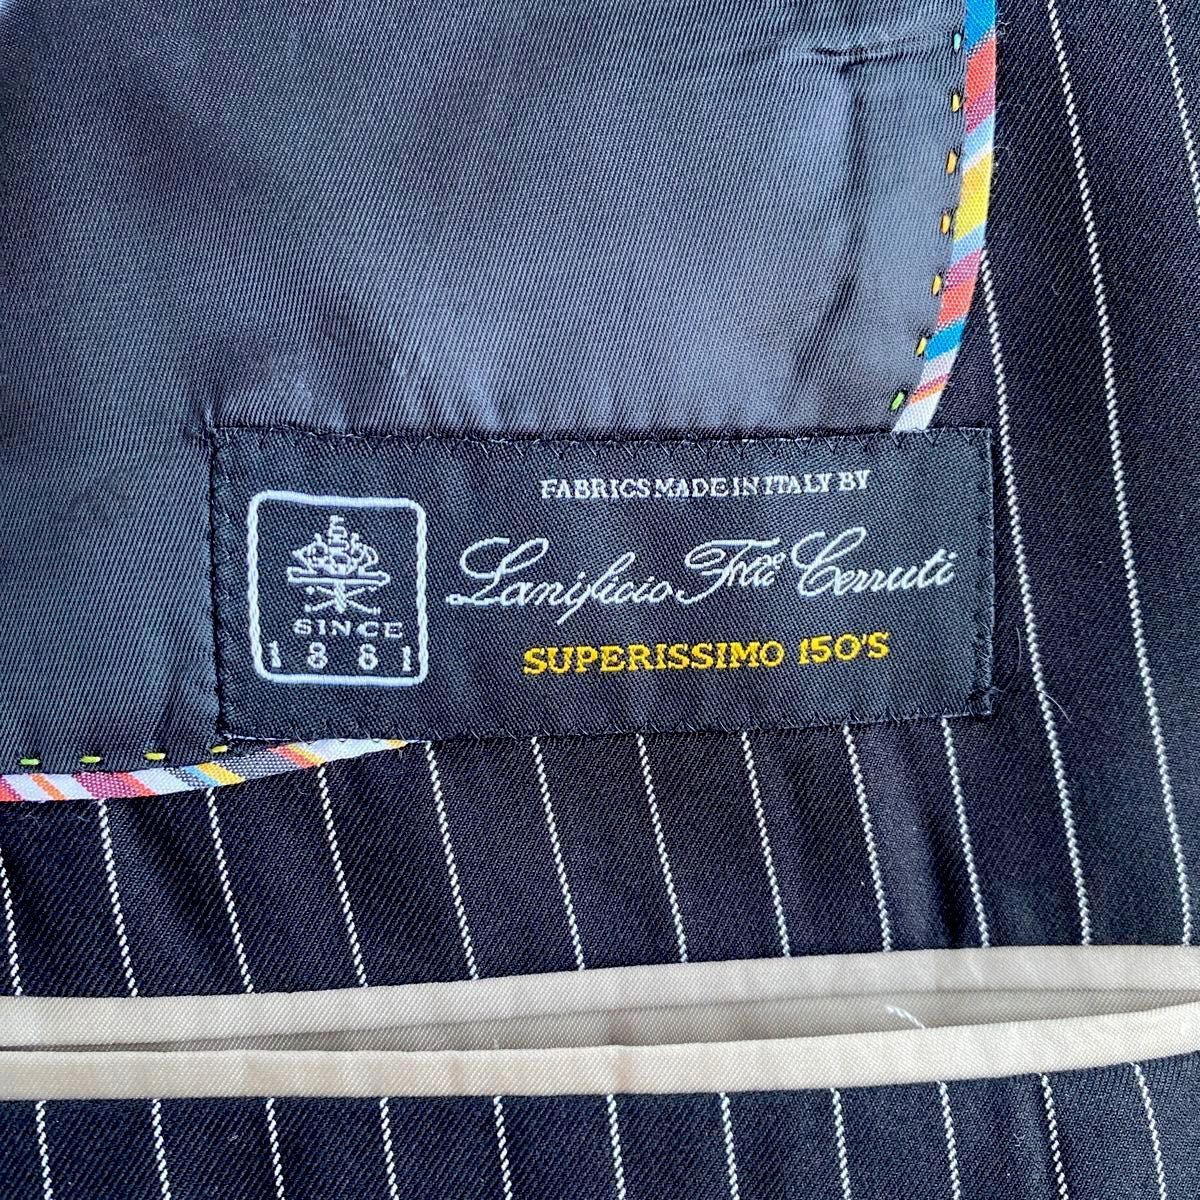 FABRICS MADE IN ITALY BY
Lanificio F.lli Cerruti
SUPERISSIMO 150'S
SINCE
1881